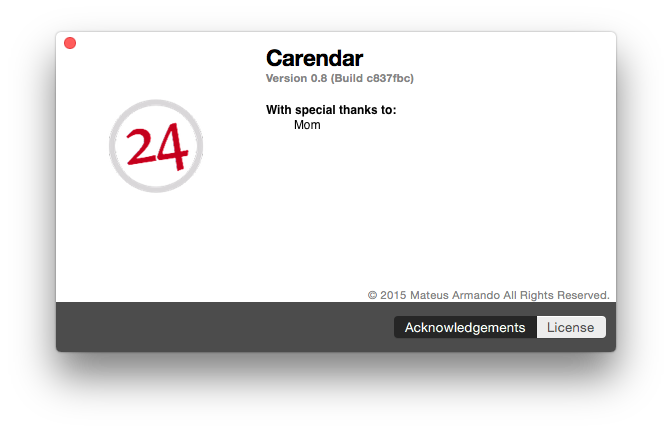 Carendar
Version 0.8 (Build c837fbc)
With special thanks to:
Mom
24
© 2015 Mateus Armando All Rights Reserved.
Acknowledgements
License